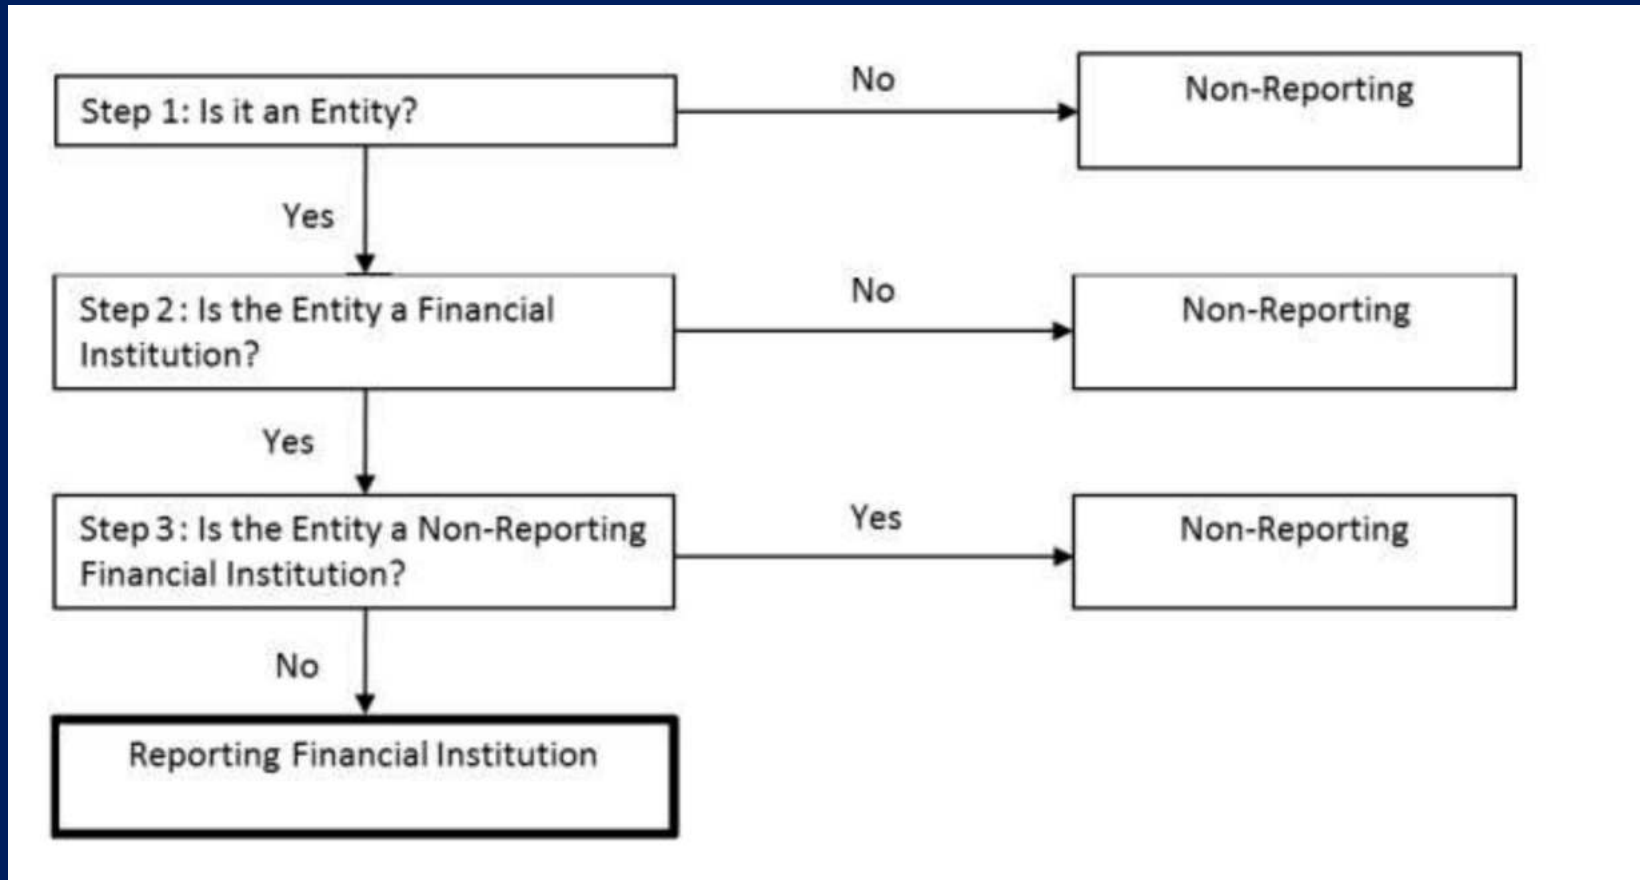 Step 1: Is it an Entity?
No
Non-Reporting
Yes
Step 2: Is the Entity a Financial
Institution?
No
Non-Reporting
Yes
Step 3: Is the Entity a Non-Reporting
Financial Institution?
Yes
Non-Reporting
No
Reporting Financial Institution